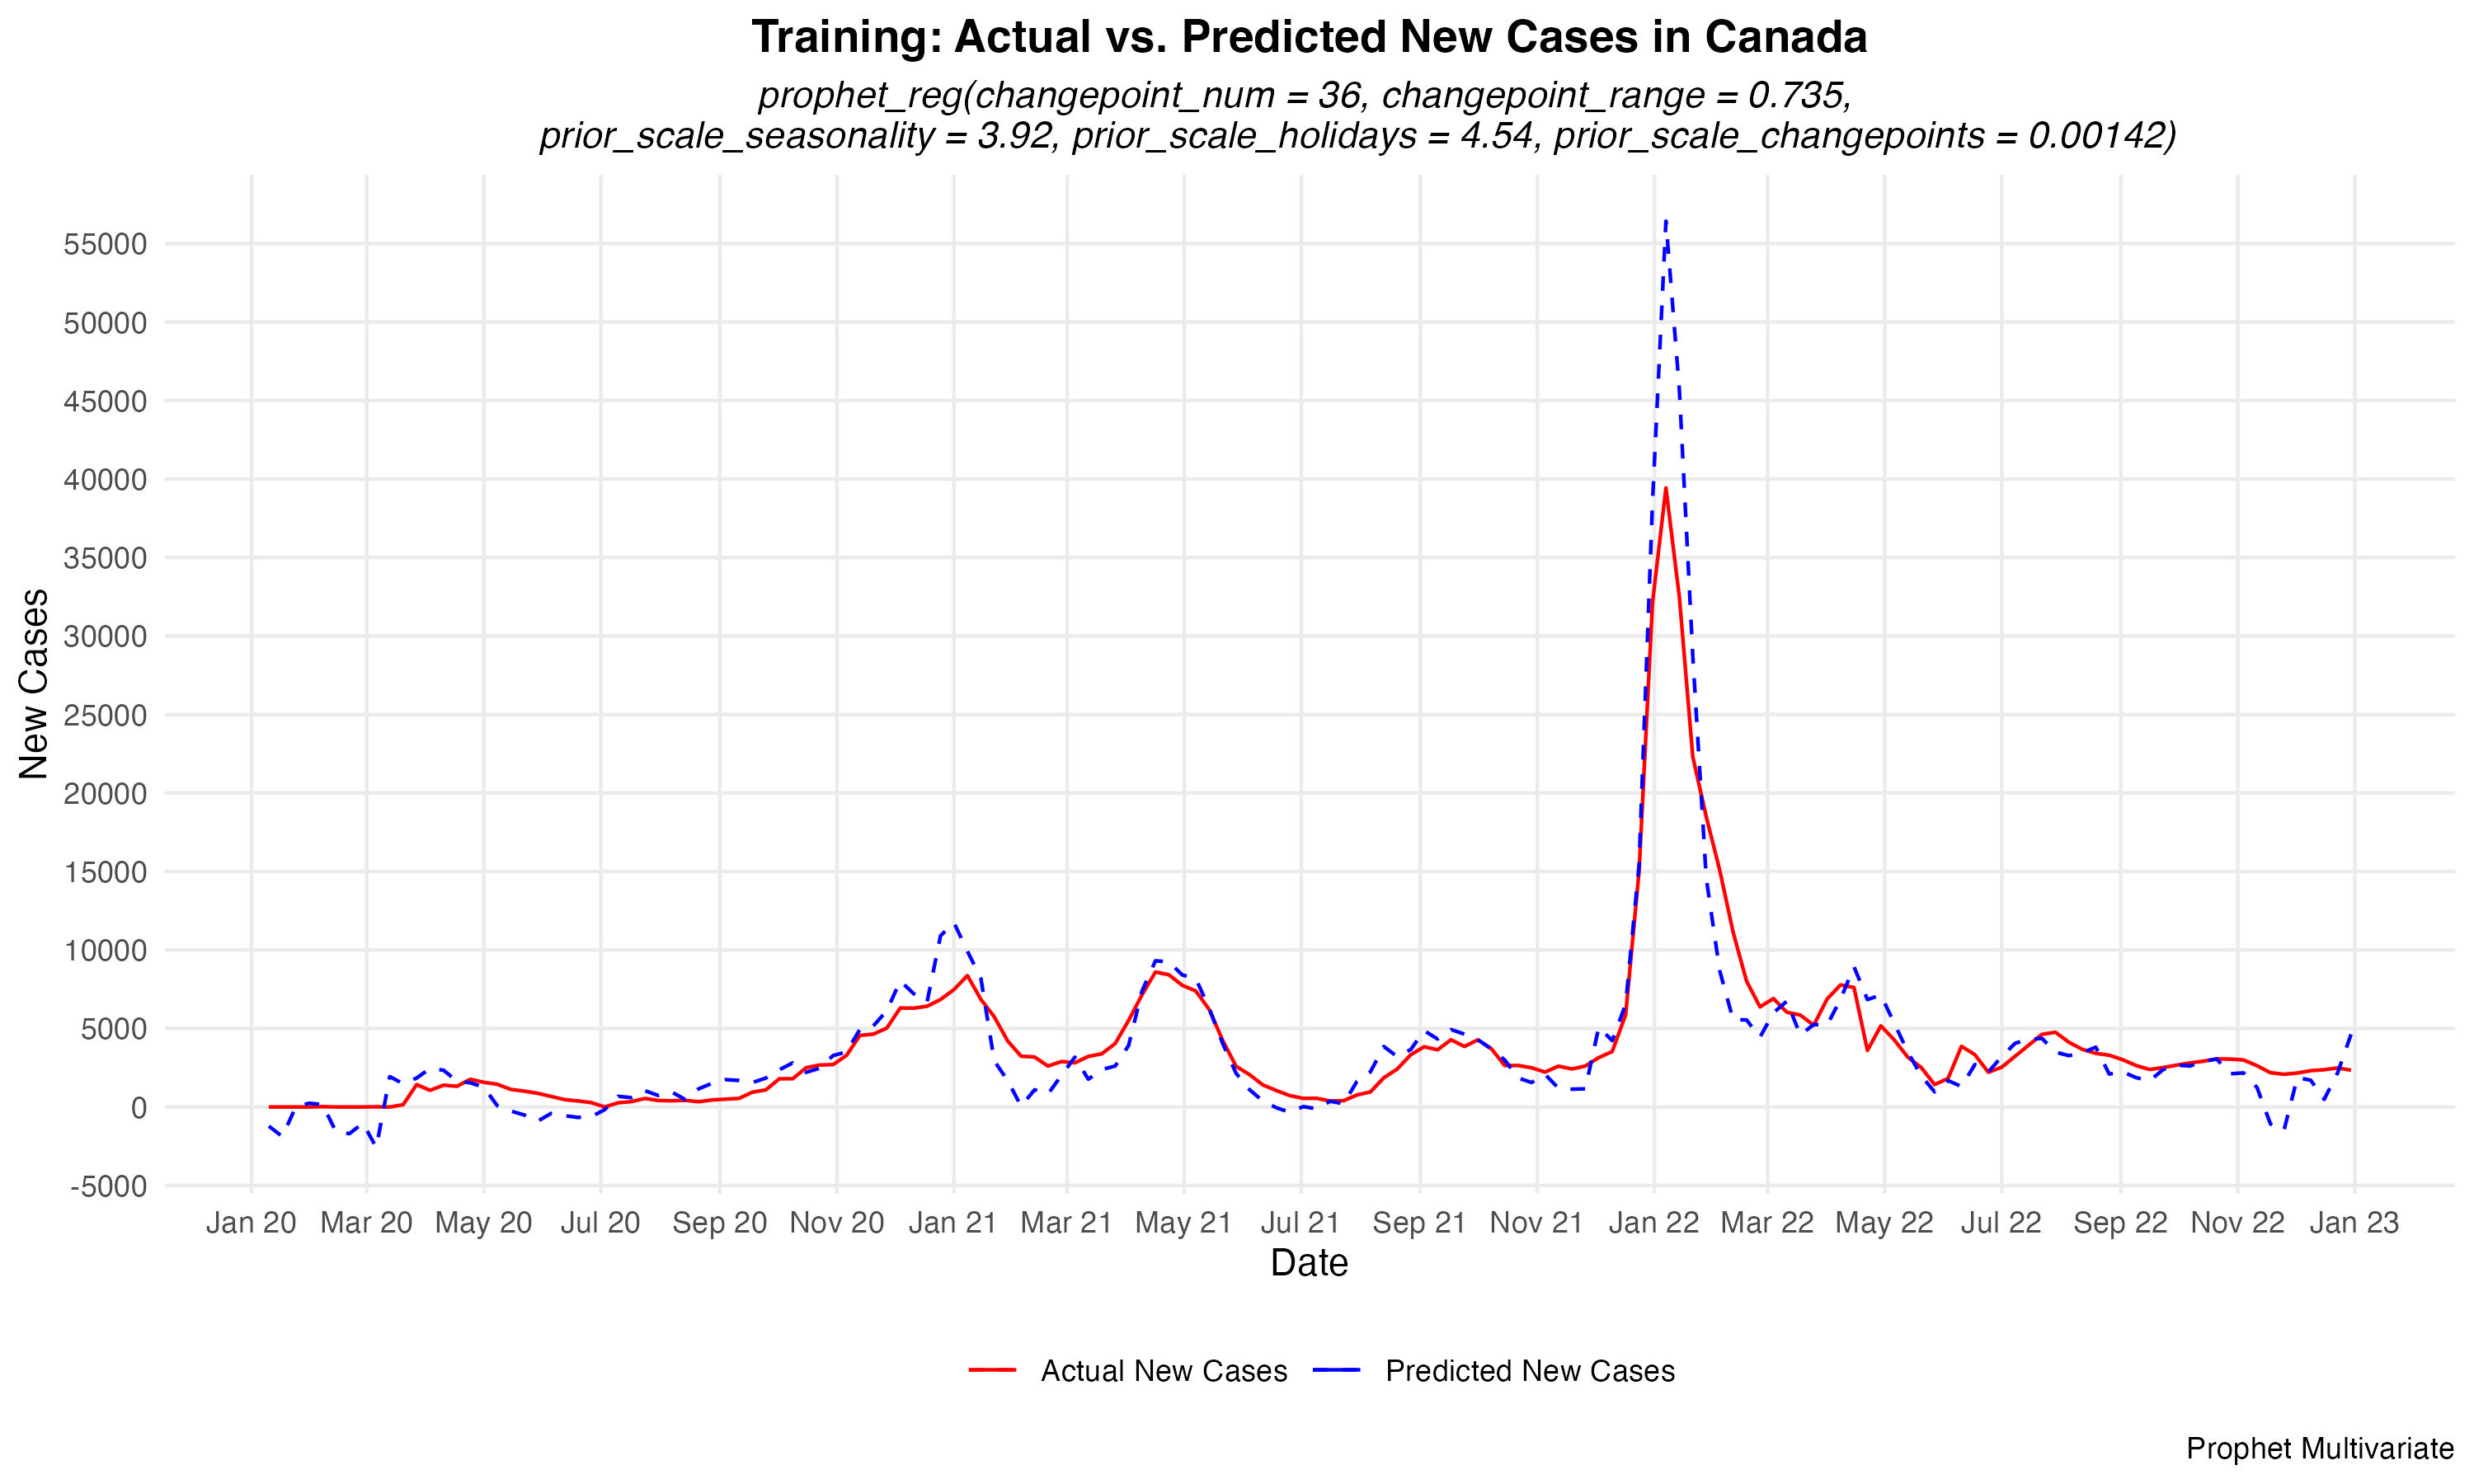 Training: Actual vs. Predicted New Cases in Canada
prophet_reg(changepoint_num = 36, changepoint_range = 0.735,
prior_scale_seasonality = 3.92, prior_scale_holidays = 4.54, prior_scale_changepoints = 0.00142)
New Cases
55000
50000
45000
40000
35000
30000
25000
20000
15000
10000
5000
0
-5000
Jan 20 Mar 20 May 20 Jul 20 Sep 20 Nov 20 Jan 21 Mar 21 May 21 Jul 21 Sep 21 Nov 21 Jan 22 Mar 22 May 22 Jul 22 Sep 22 Nov 22 Jan 23
Date
Actual New Cases Predicted New Cases
Prophet Multivariate